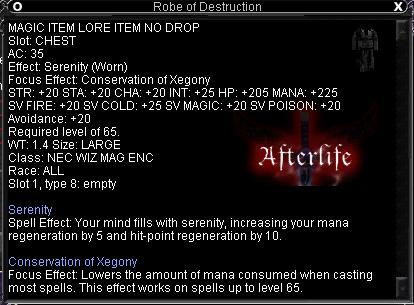 Robe of Destruction
MAGIC ITEM LORE ITEM NO DROP
Slot: CHEST
AC: 35
Effect: Serenity (Worn)
Focus Effect: Conservation of Xegony
STR: +20 STA: +20 CHA: +20 INT: +25 HP: +205 MANA: +225
SV FIRE: +20 SV COLD: +25 SV MAGIC: +20 SV POISON: +20
Avoidance: +20
Required level of 65.
WT: 1.4 Size: LARGE
Class: NEC WIZ MAG ENC
Race: ALL
Slot 1, type 8: empty
Afterlife
Serenity
Spell Effect: Your mind fills with serenity, increasing your mana
regeneration by 5 and hit-point regeneration by 10.
Conservation of Xegony
Focus Effect: Lowers the amount of mana consumed when casting
most spells. This effect works on spells up to level 65.